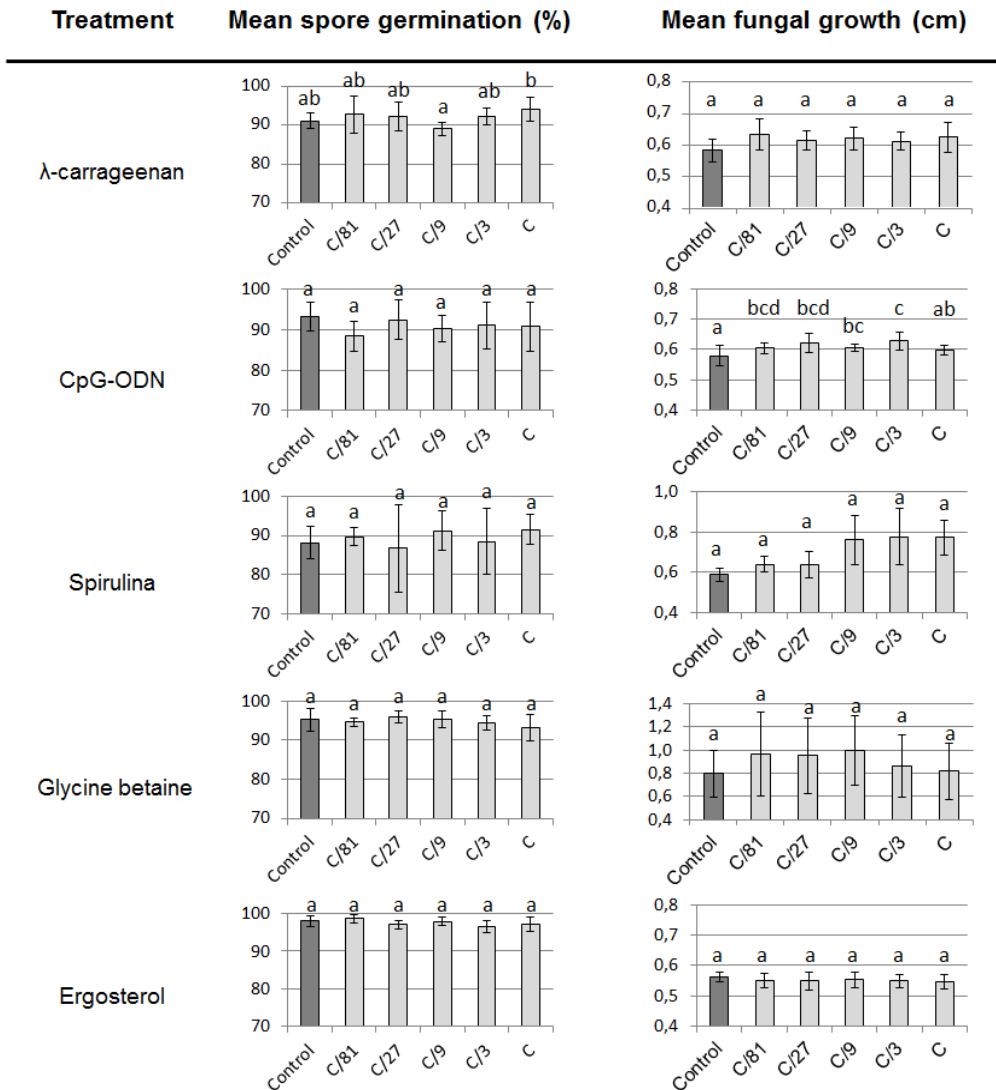 Treatment Mean spore germination (%) Mean fungal growth (cm)
λ-carrageenan
100
90
80
70
ab ab ab a ab b
Control C/81 C/27 C/9 C/3 C
0,8
0,7
0,6
0,5
0,4
a a a a a a
Control C/81 C/27 C/9 C/3 C
CpG-ODN
100
90
80
70
a a a a a a
Control C/81 C/27 C/9 C/3 C
0,8
0,7
0,6
0,5
0,4
a bcd bcd bc c ab
Control C/81 C/27 C/9 C/3 C
Spirulina
100
90
80
70
a a a a a a
Control C/81 C/27 C/9 C/3 C
1,0
0,8
0,6
0,4
a a a a a a
Control C/81 C/27 C/9 C/3 C
Glycine betaine
100
90
80
70
a a a a a a
Control C/81 C/27 C/9 C/3 C
1,4
1,2
1,0
0,8
0,6
0,4
a a a a a a
Control C/81 C/27 C/9 C/3 C
Ergosterol
100
90
80
70
a a a a a a
Control C/81 C/27 C/9 C/3 C
0,8
0,7
0,6
0,5
0,4
a a a a a a
Control C/81 C/27 C/9 C/3 C